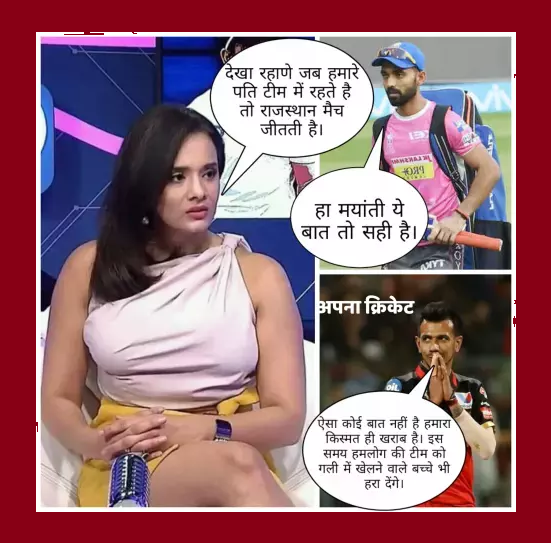 देखा रहाणे जब हमारे
पति टीम में रहते है
तो राजस्थान मैच
जीतती है।
हा मयांती ये
बात तो सही है।
अपना क्रिकेट
ऐसा कोई बात नहीं है हमारा
किस्मत ही खराब है। इस
समय हमलोग की टीम को
गली में खेलने वाले बच्चे भी
हरा देंगे।